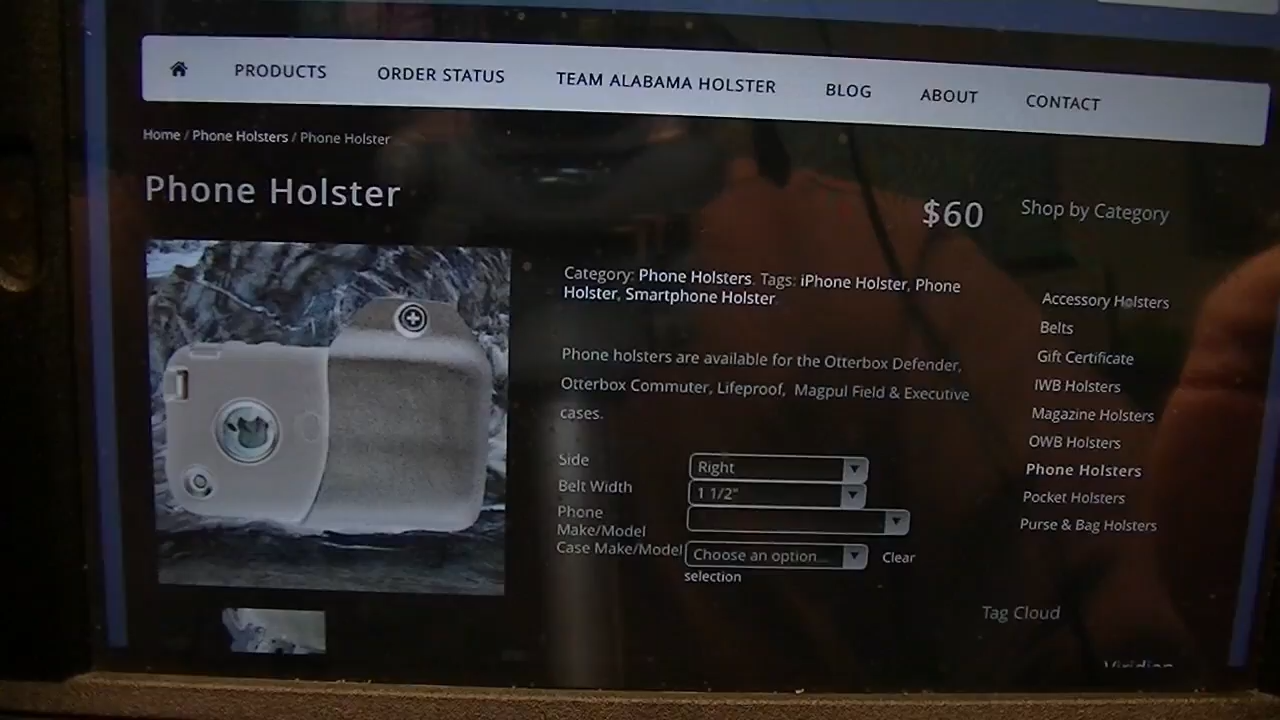 PRODUCTS ORDER STATUS TEAM ALABAMA HOLSTER BLOG ABOUT CONTACT
Home / Phone Holsters / Phone Holster
Phone Holster
$60
Category: Phone Holsters. Tags: iPhone Holster, Phone
Holster, Smartphone Holster.
Phone holsters are available for the Otterbox Defender,
Otterbox Commuter, Lifeproof, Magpul Field & Executive
cases.
Side Right
Belt Width 1 1/2"
Phone
Make/Model
Case Make/Model Choose an option... Clear
selection
Shop by Category
Accessory Holsters
Belts
Gift Certificate
IWB Holsters
Magazine Holsters
OWB Holsters
Phone Holsters
Pocket Holsters
Purse & Bag Holsters
Tag Cloud